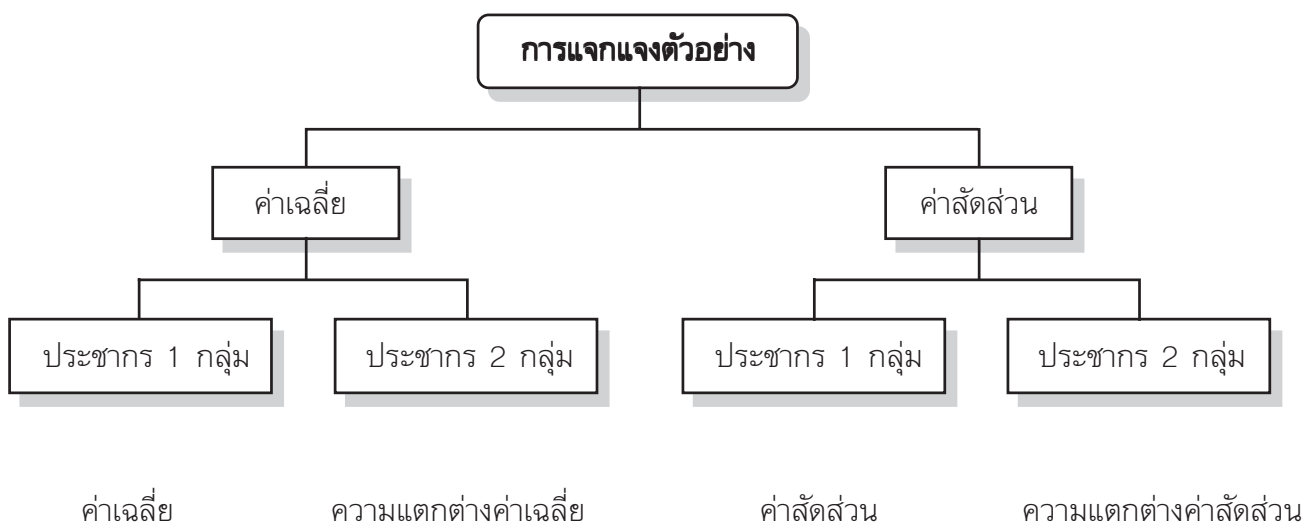 การแจกแจงตัวอย่าง
ค่าเฉลี่ย
ค่าสัดส่วน
ประชากร 1 กลุ่ม
ประชากร 2 กลุ่ม
ประชากร 1 กลุ่ม
ประชากร 2 กลุ่ม
ค่าเฉลี่ย
ความแตกต่างค่าเฉลี่ย
ค่าสัดส่วน
ความแตกต่างค่าสัดส่วน